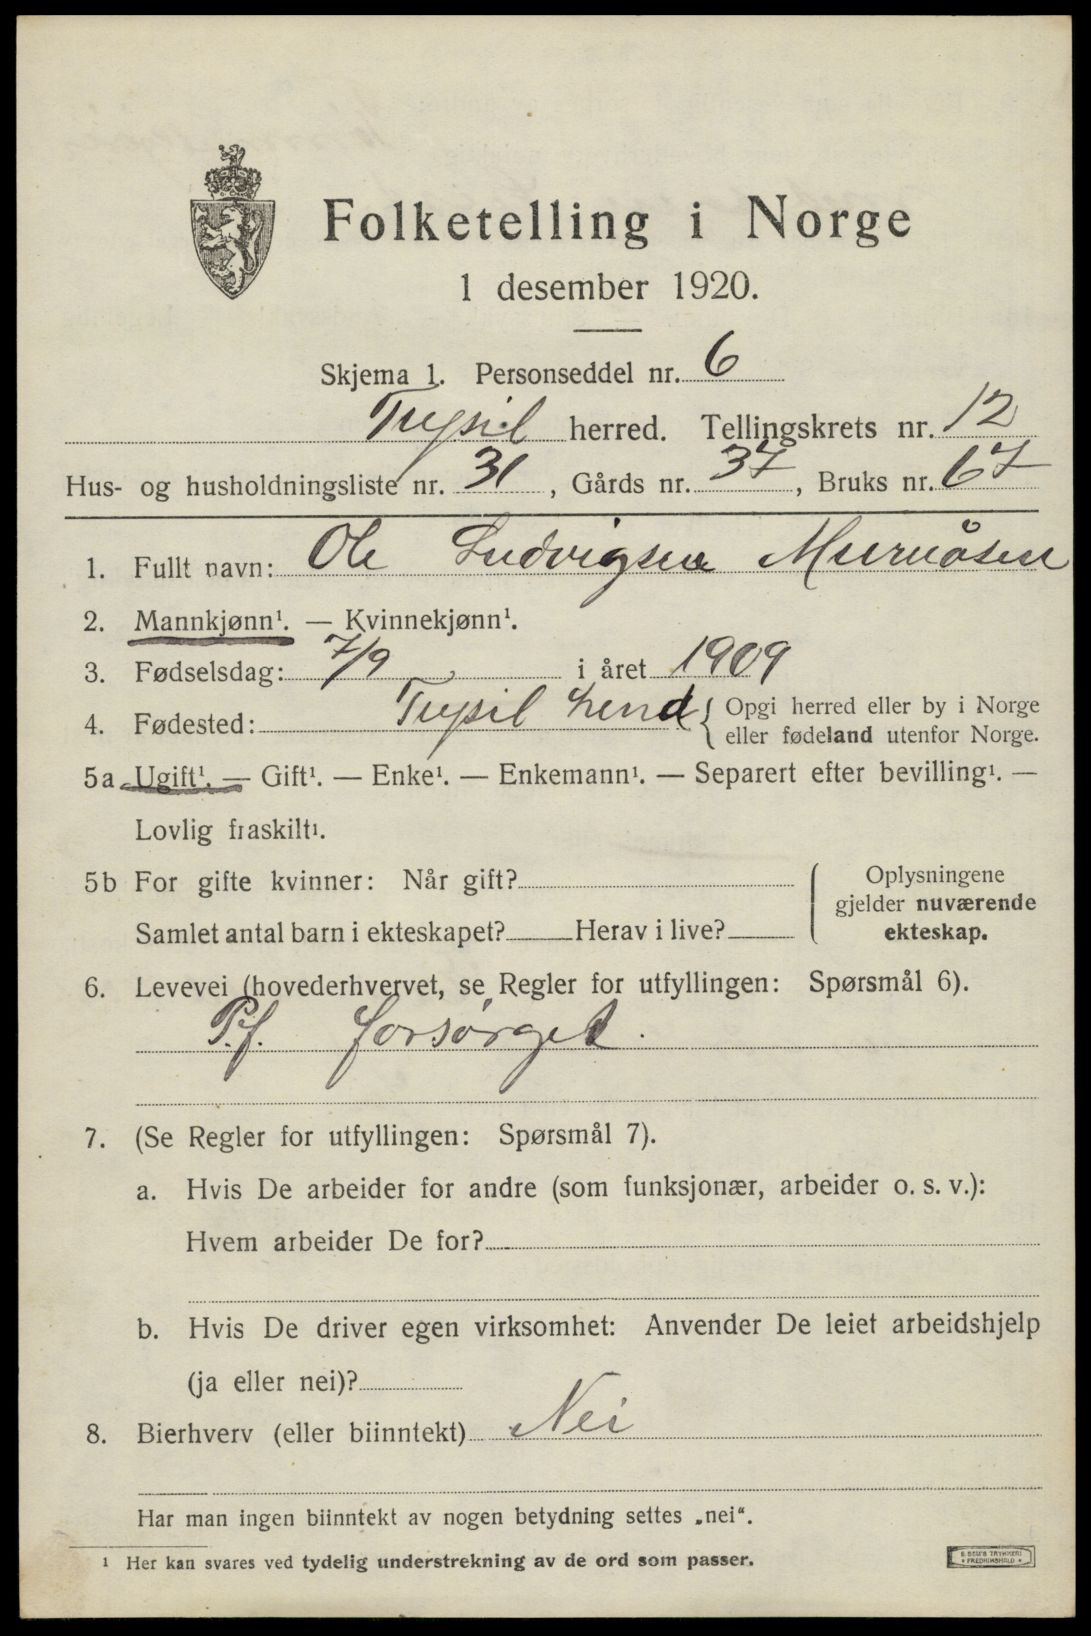 Folketelling i Norge
1 desember 1920.
Skjema 1. Personseddel nr. 6
Trysil herred. Tellingskrets nr. 12
Hus- og husholdningsliste nr. 31, Gårds nr. 37, Bruks nr. 67
1. Fullt navn: Ole Ludvigsen Murmåsen
2. Mannkjønn¹. — Kvinnekjønn¹.
3. Fødselsdag: 7/9 i året 1909
4. Fødested: Trysil { Opgi herred eller by i Norge
eller fødeland utenfor Norge.
5a Ugift¹. — Gift¹. — Enke¹. — Enkemann¹. — Separert efter bevilling¹. —
Lovlig fraskilt¹.
5b For gifte kvinner: Når gift?
Samlet antal barn i ekteskapet? Herav i live?
{ Oplysningene
gjelder nuværende
ekteskap.
6. Levevei (hovederhvervet, se Regler for utfyllingen: Spørsmål 6).
P.f. forsørget.
7. (Se Regler for utfyllingen: Spørsmål 7).
a. Hvis De arbeider for andre (som funksjonær, arbeider o. s. v.):
Hvem arbeider De for?
b. Hvis De driver egen virksomhet: Anvender De leiet arbeidshjelp
(ja eller nei)?
8. Bierhverv (eller biinntekt) Nei
Har man ingen biinntekt av nogen betydning settes „nei“.
¹ Her kan svares ved tydelig understrekning av de ord som passer.
TRYKKERI
FREDRIKSHALD